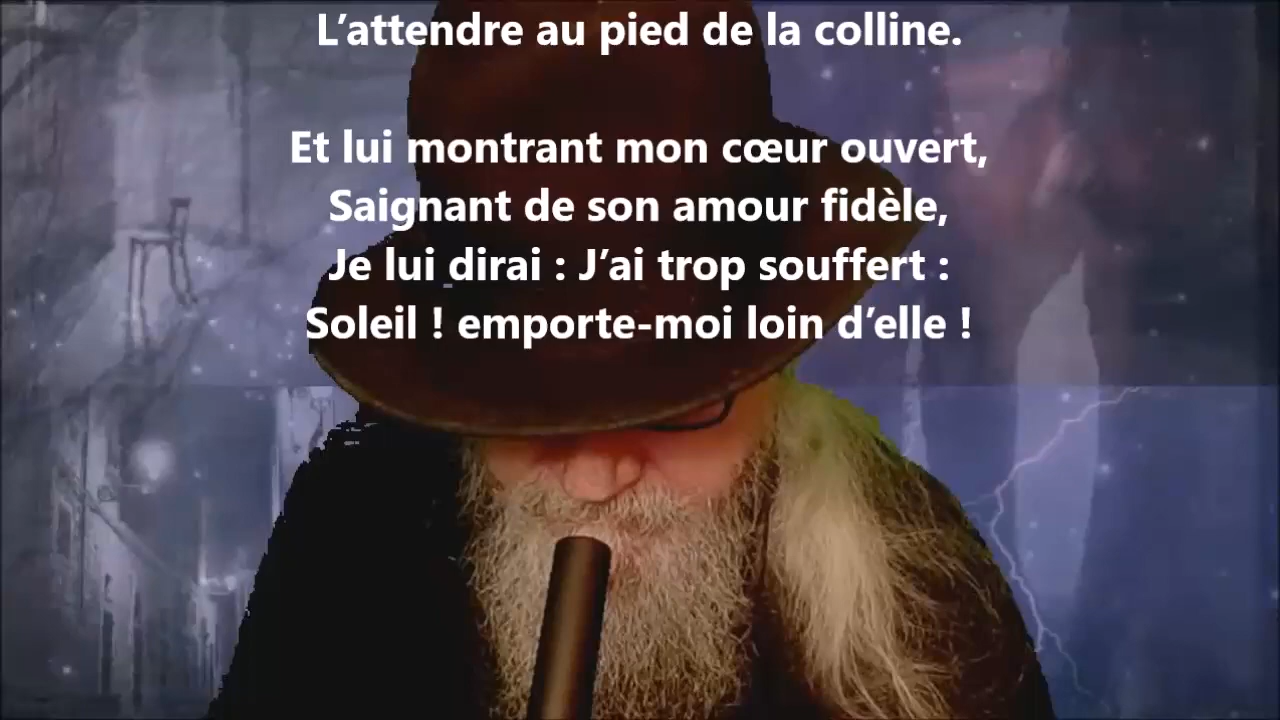 L’attendre au pied de la colline.
Et lui montrant mon cœur ouvert,
Saignant de son amour fidèle,
Je lui dirai : J’ai trop souffert :
Soleil ! emporte-moi loin d’elle !